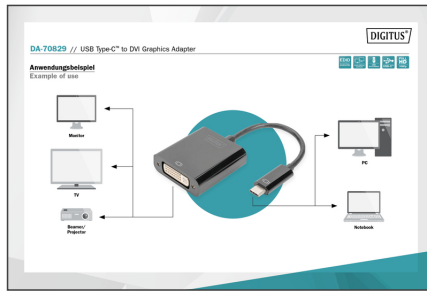 DIGITUS®
DA-70829 // USB Type-C™ to DVI Graphics Adapter
Anwendungsbeispiel
Example of use
EDID
Monitor
TV
Beamer/
Projector
PC
Notebook